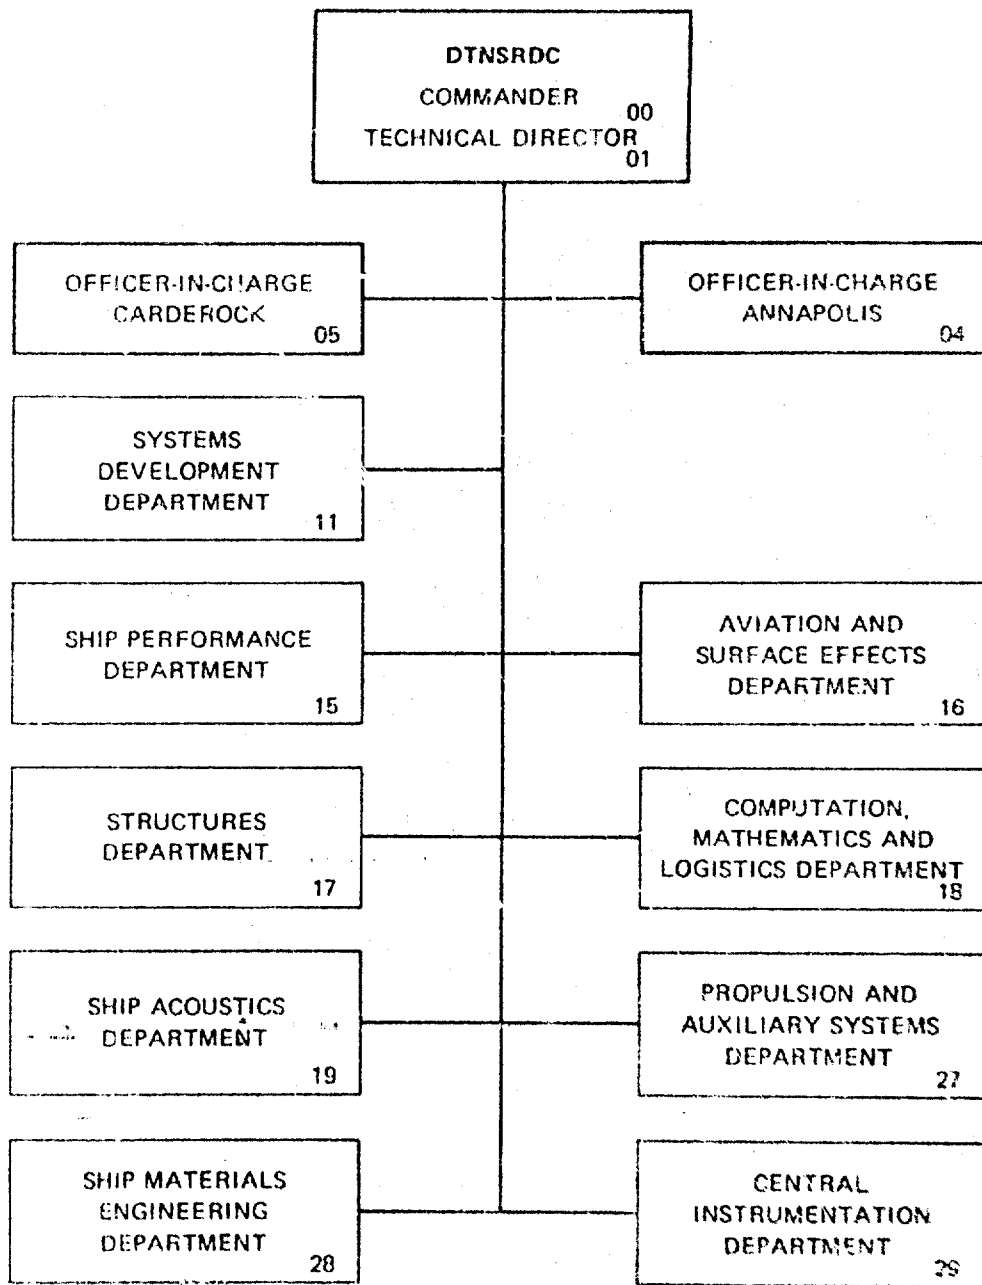 DTNSRDC
COMMANDER
00
TECHNICAL DIRECTOR
01
OFFICER-IN-CHARGE
CARDEROCK
05
OFFICER-IN-CHARGE
ANNAPOLIS
04
SYSTEMS
DEVELOPMENT
DEPARTMENT
11
SHIP PERFORMANCE
DEPARTMENT
15
AVIATION AND
SURFACE EFFECTS
DEPARTMENT
16
STRUCTURES
DEPARTMENT
17
COMPUTATION,
MATHEMATICS AND
LOGISTICS DEPARTMENT
18
SHIP ACOUSTICS
DEPARTMENT
19
PROPULSION AND
AUXILIARY SYSTEMS
DEPARTMENT
27
SHIP MATERIALS
ENGINEERING
DEPARTMENT
28
CENTRAL
INSTRUMENTATION
DEPARTMENT
29